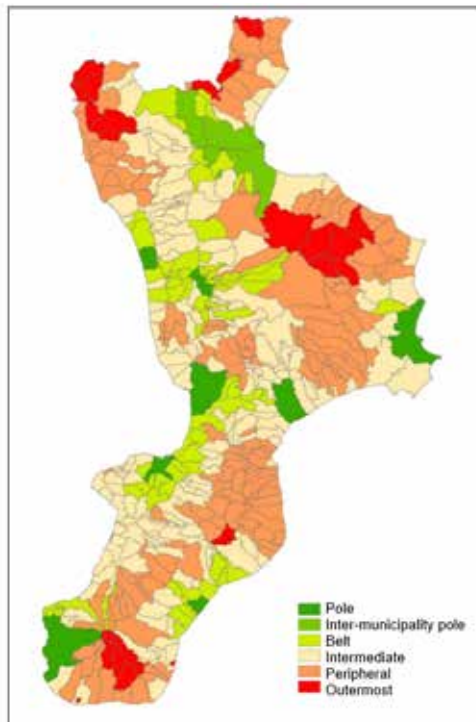 Pole
Inter-municipality pole
Belt
Intermediate
Peripheral
Outermost